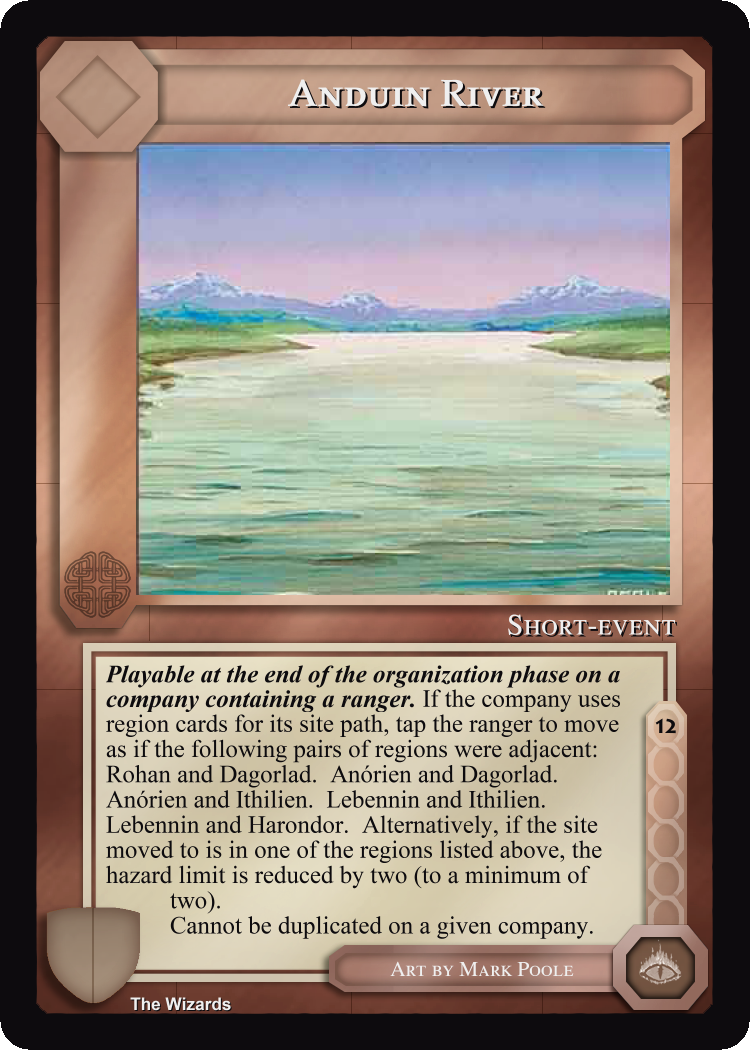 Anduin River
Short-event
Playable at the end of the organization phase on a
company containing a ranger. If the company uses
region cards for its site path, tap the ranger to move
as if the following pairs of regions were adjacent:
Rohan and Dagorlad.  Anórien and Dagorlad.
Anórien and Ithilien.  Lebennin and Ithilien.
Lebennin and Harondor.  Alternatively, if the site
moved to is in one of the regions listed above, the
hazard limit is reduced by two (to a minimum of
two).
Cannot be duplicated on a given company.
12
Art by Mark Poole
The Wizards